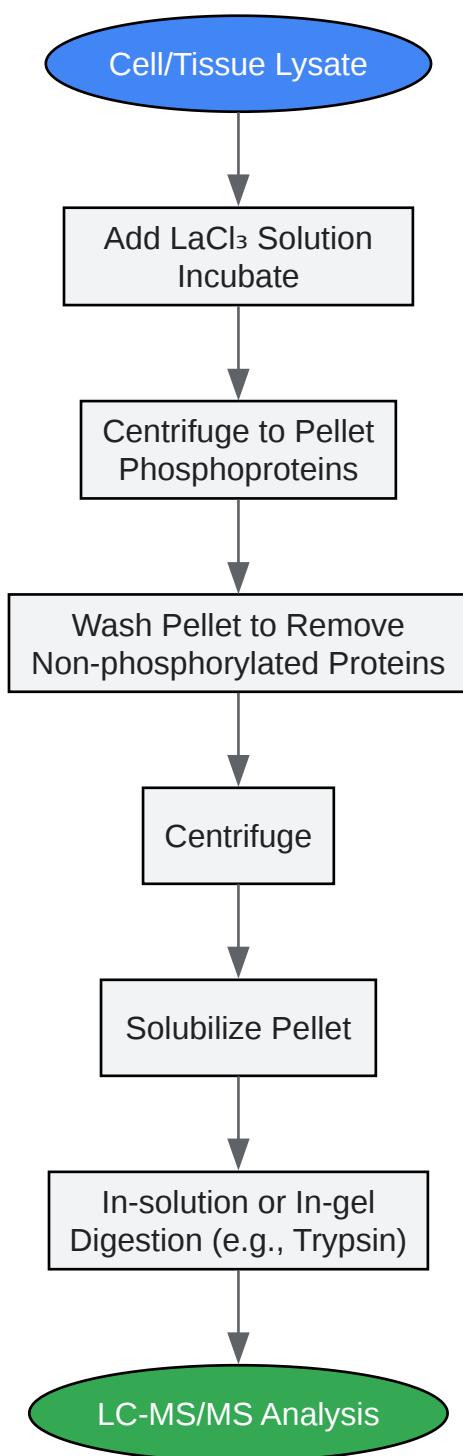 Cell/Tissue Lysate
Add LaCl₃ Solution
Incubate
Centrifuge to Pellet
Phosphoproteins
Wash Pellet to Remove
Non-phosphorylated Proteins
Centrifuge
Solubilize Pellet
In-solution or In-gel
Digestion (e.g., Trypsin)
LC-MS/MS Analysis